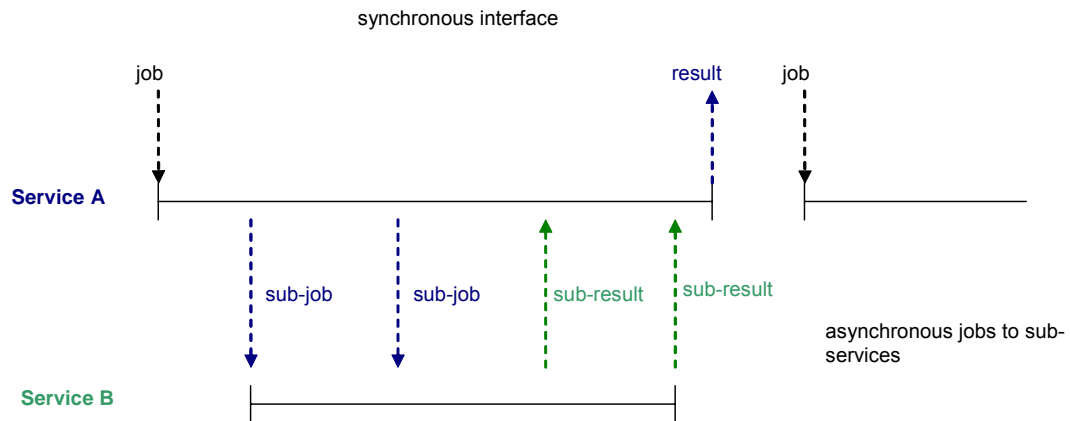 synchronous interface
job
result
job
Service A
sub-job
sub-job
sub-result
sub-result
asynchronous jobs to sub-
services
Service B